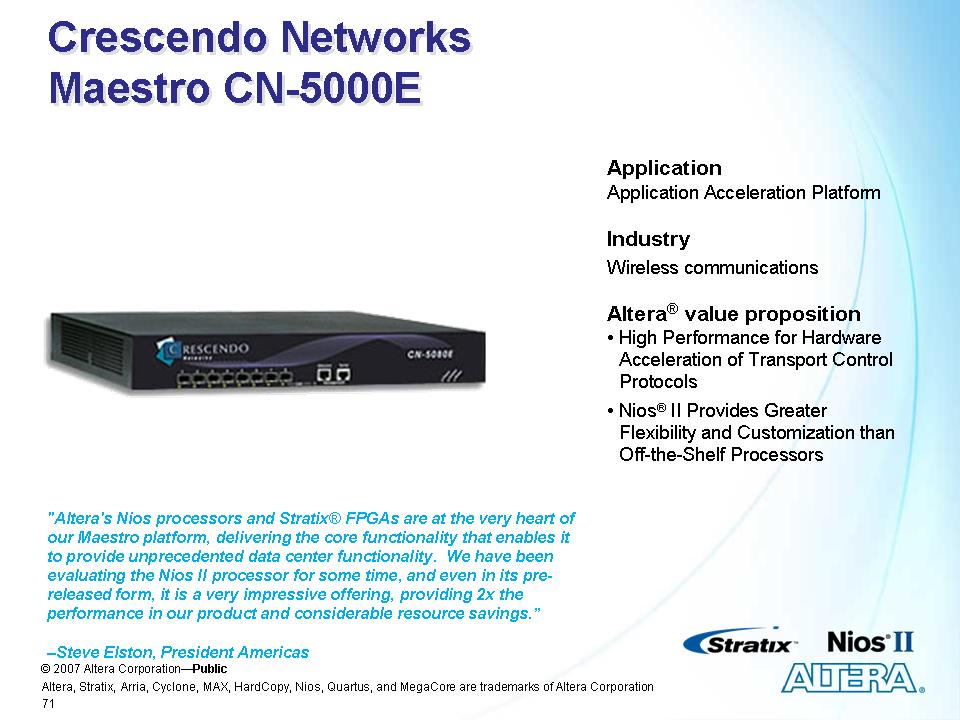 Crescendo Networks
Maestro CN-5000E
Application
Application Acceleration Platform
Industry
Wireless communications
Altera® value proposition
• High Performance for Hardware
Acceleration of Transport Control
Protocols
• Nios® II Provides Greater
Flexibility and Customization than
Off-the-Shelf Processors
CRESCENDO
Networks
CN-5080E
"Altera's Nios processors and Stratix® FPGAs are at the very heart of
our Maestro platform, delivering the core functionality that enables it
to provide unprecedented data center functionality.  We have been
evaluating the Nios II processor for some time, and even in its pre-
released form, it is a very impressive offering, providing 2x the
performance in our product and considerable resource savings."
–Steve Elston, President Americas
Stratix™
Nios® II
ALTERA®
© 2007 Altera Corporation—Public
Altera, Stratix, Arria, Cyclone, MAX, HardCopy, Nios, Quartus, and MegaCore are trademarks of Altera Corporation
71